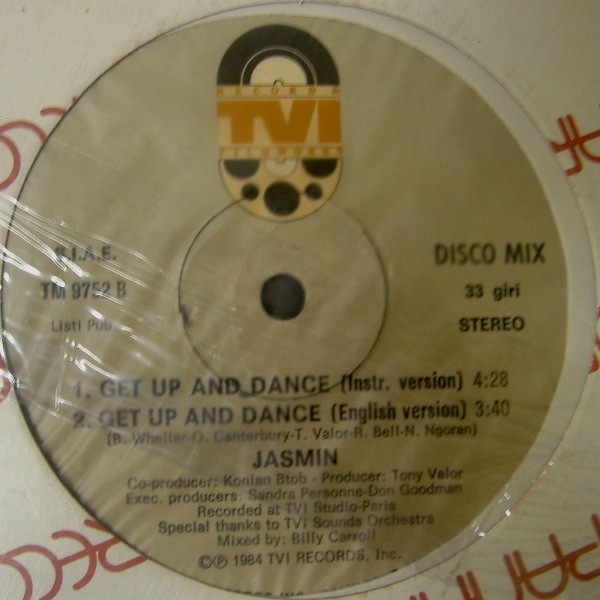 RECORDS
TVI
S.I.A.E.
DISCO MIX
TM 9752 B
33 giri
Listi Pub.
STEREO
1. GET UP AND DANCE (Instr. version) 4:28
2. GET UP AND DANCE (English version) 3:40
(B. Wheller-O. Canterbury-T. Valor-R. Bell-N. Ngoran)
JASMIN
Co-producer: Konian Btob - Producer: Tony Valor
Exec. producers: Sandra Personne-Don Goodman
Recorded at TVI Studio-Paris
Special thanks to TVI Sounds Orchestra
Mixed by: Billy Carroll
©℗ 1984 TVI RECORDS, Inc.